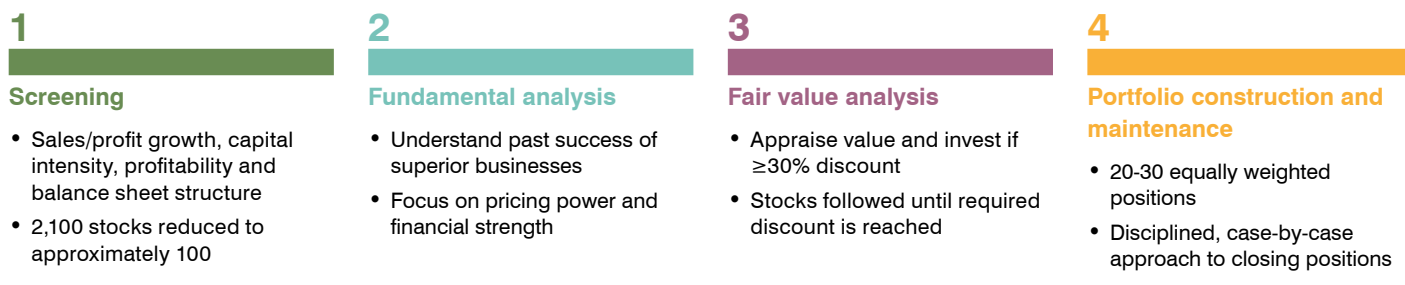 1
Screening
• Sales/profit growth, capital
intensity, profitability and
balance sheet structure
• 2,100 stocks reduced to
approximately 100
2
Fundamental analysis
• Understand past success of
superior businesses
• Focus on pricing power and
financial strength
3
Fair value analysis
• Appraise value and invest if
≥30% discount
• Stocks followed until required
discount is reached
4
Portfolio construction and
maintenance
• 20-30 equally weighted
positions
• Disciplined, case-by-case
approach to closing positions